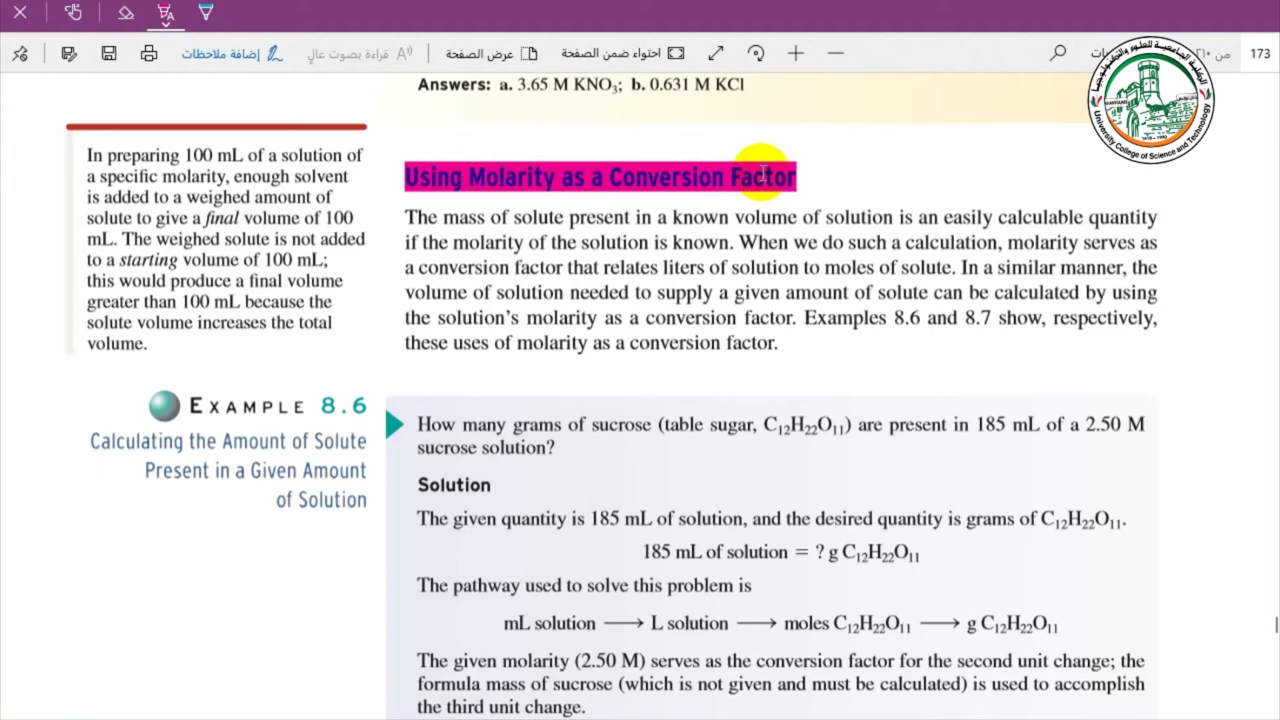 إضافة ملاحظات
قراءة بصوت عالٍ
عرض الصفحة
احتواء ضمن الصفحة
من
173
University College of Science and Technology
Answers: a. 3.65 M KNO₃; b. 0.631 M KCl
In preparing 100 mL of a solution of
a specific molarity, enough solvent
is added to a weighed amount of
solute to give a final volume of 100
mL. The weighed solute is not added
to a starting volume of 100 mL;
this would produce a final volume
greater than 100 mL because the
solute volume increases the total
volume.
Using Molarity as a Conversion Factor
The mass of solute present in a known volume of solution is an easily calculable quantity
if the molarity of the solution is known. When we do such a calculation, molarity serves as
a conversion factor that relates liters of solution to moles of solute. In a similar manner, the
volume of solution needed to supply a given amount of solute can be calculated by using
the solution’s molarity as a conversion factor. Examples 8.6 and 8.7 show, respectively,
these uses of molarity as a conversion factor.
EXAMPLE 8.6
Calculating the Amount of Solute
Present in a Given Amount
of Solution
How many grams of sucrose (table sugar, C₁₂H₂₂O₁₁) are present in 185 mL of a 2.50 M
sucrose solution?
Solution
The given quantity is 185 mL of solution, and the desired quantity is grams of C₁₂H₂₂O₁₁.
185 mL of solution = ? g C₁₂H₂₂O₁₁
The pathway used to solve this problem is
mL solution ⟶ L solution ⟶ moles C₁₂H₂₂O₁₁ ⟶ g C₁₂H₂₂O₁₁
The given molarity (2.50 M) serves as the conversion factor for the second unit change; the
formula mass of sucrose (which is not given and must be calculated) is used to accomplish
the third unit change.